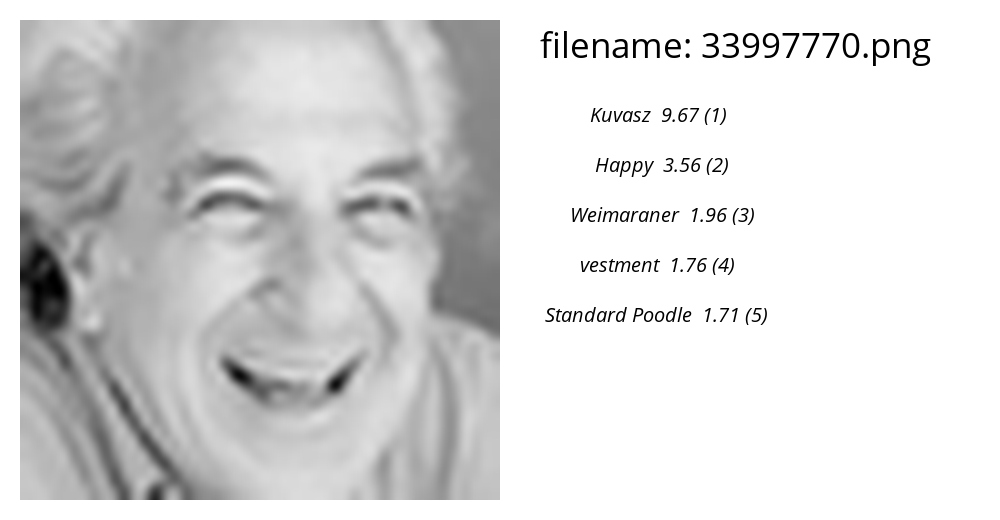 filename: 33997770.png
Kuvasz 9.67 (1)
Happy 3.56 (2)
Weimaraner 1.96 (3)
vestment 1.76 (4)
Standard Poodle 1.71 (5)